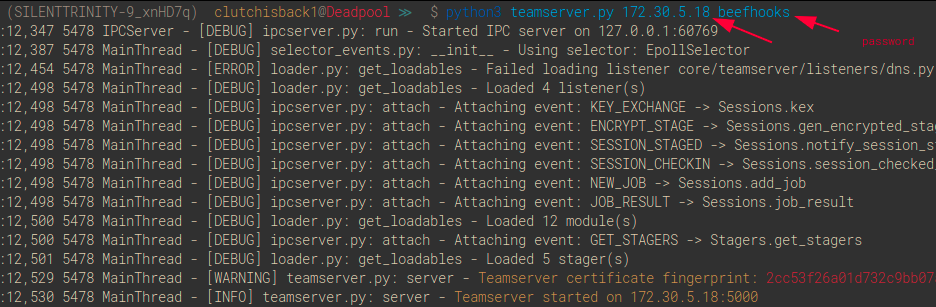 (SILENTTRINITY-9_xnHD7q) clutchisback1@Deadpool ≫ $ python3 teamserver.py 172.30.5.18 beefhooks
:12,347 5478 IPCServer - [DEBUG] ipcserver.py: run - Started IPC server on 127.0.0.1:60769
password
:12,387 5478 MainThread - [DEBUG] selector_events.py: __init__ - Using selector: EpollSelector
:12,454 5478 MainThread - [ERROR] loader.py: get_loadables - Failed loading listener core/teamserver/listeners/dns.py
:12,498 5478 MainThread - [DEBUG] loader.py: get_loadables - Loaded 4 listener(s)
:12,498 5478 MainThread - [DEBUG] ipcserver.py: attach - Attaching event: KEY_EXCHANGE -> Sessions.kex
:12,498 5478 MainThread - [DEBUG] ipcserver.py: attach - Attaching event: ENCRYPT_STAGE -> Sessions.gen_encrypted_sta
:12,498 5478 MainThread - [DEBUG] ipcserver.py: attach - Attaching event: SESSION_STAGED -> Sessions.notify_session_s
:12,498 5478 MainThread - [DEBUG] ipcserver.py: attach - Attaching event: SESSION_CHECKIN -> Sessions.session_checked
:12,498 5478 MainThread - [DEBUG] ipcserver.py: attach - Attaching event: NEW_JOB -> Sessions.add_job
:12,498 5478 MainThread - [DEBUG] ipcserver.py: attach - Attaching event: JOB_RESULT -> Sessions.job_result
:12,500 5478 MainThread - [DEBUG] loader.py: get_loadables - Loaded 12 module(s)
:12,500 5478 MainThread - [DEBUG] ipcserver.py: attach - Attaching event: GET_STAGERS -> Stagers.get_stagers
:12,501 5478 MainThread - [DEBUG] loader.py: get_loadables - Loaded 5 stager(s)
:12,529 5478 MainThread - [WARNING] teamserver.py: server - Teamserver certificate fingerprint: 2cc53f26a01d732c9bb07
:12,530 5478 MainThread - [INFO] teamserver.py: server - Teamserver started on 172.30.5.18:5000